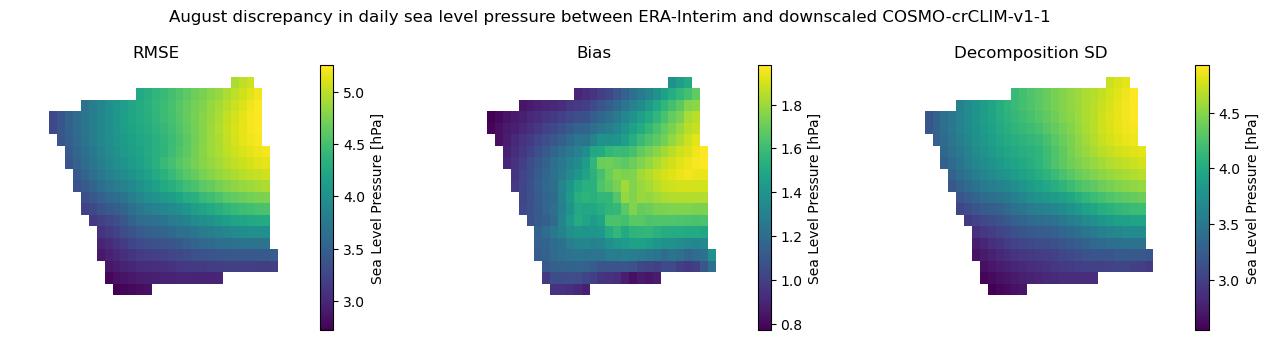 August discrepancy in daily sea level pressure between ERA-Interim and downscaled COSMO-crCLIM-v1-1
RMSE
5.0
4.5
4.0
3.5
3.0
Sea Level Pressure [hPa]
Bias
1.8
1.6
1.4
1.2
1.0
0.8
Sea Level Pressure [hPa]
Decomposition SD
4.5
4.0
3.5
3.0
Sea Level Pressure [hPa]